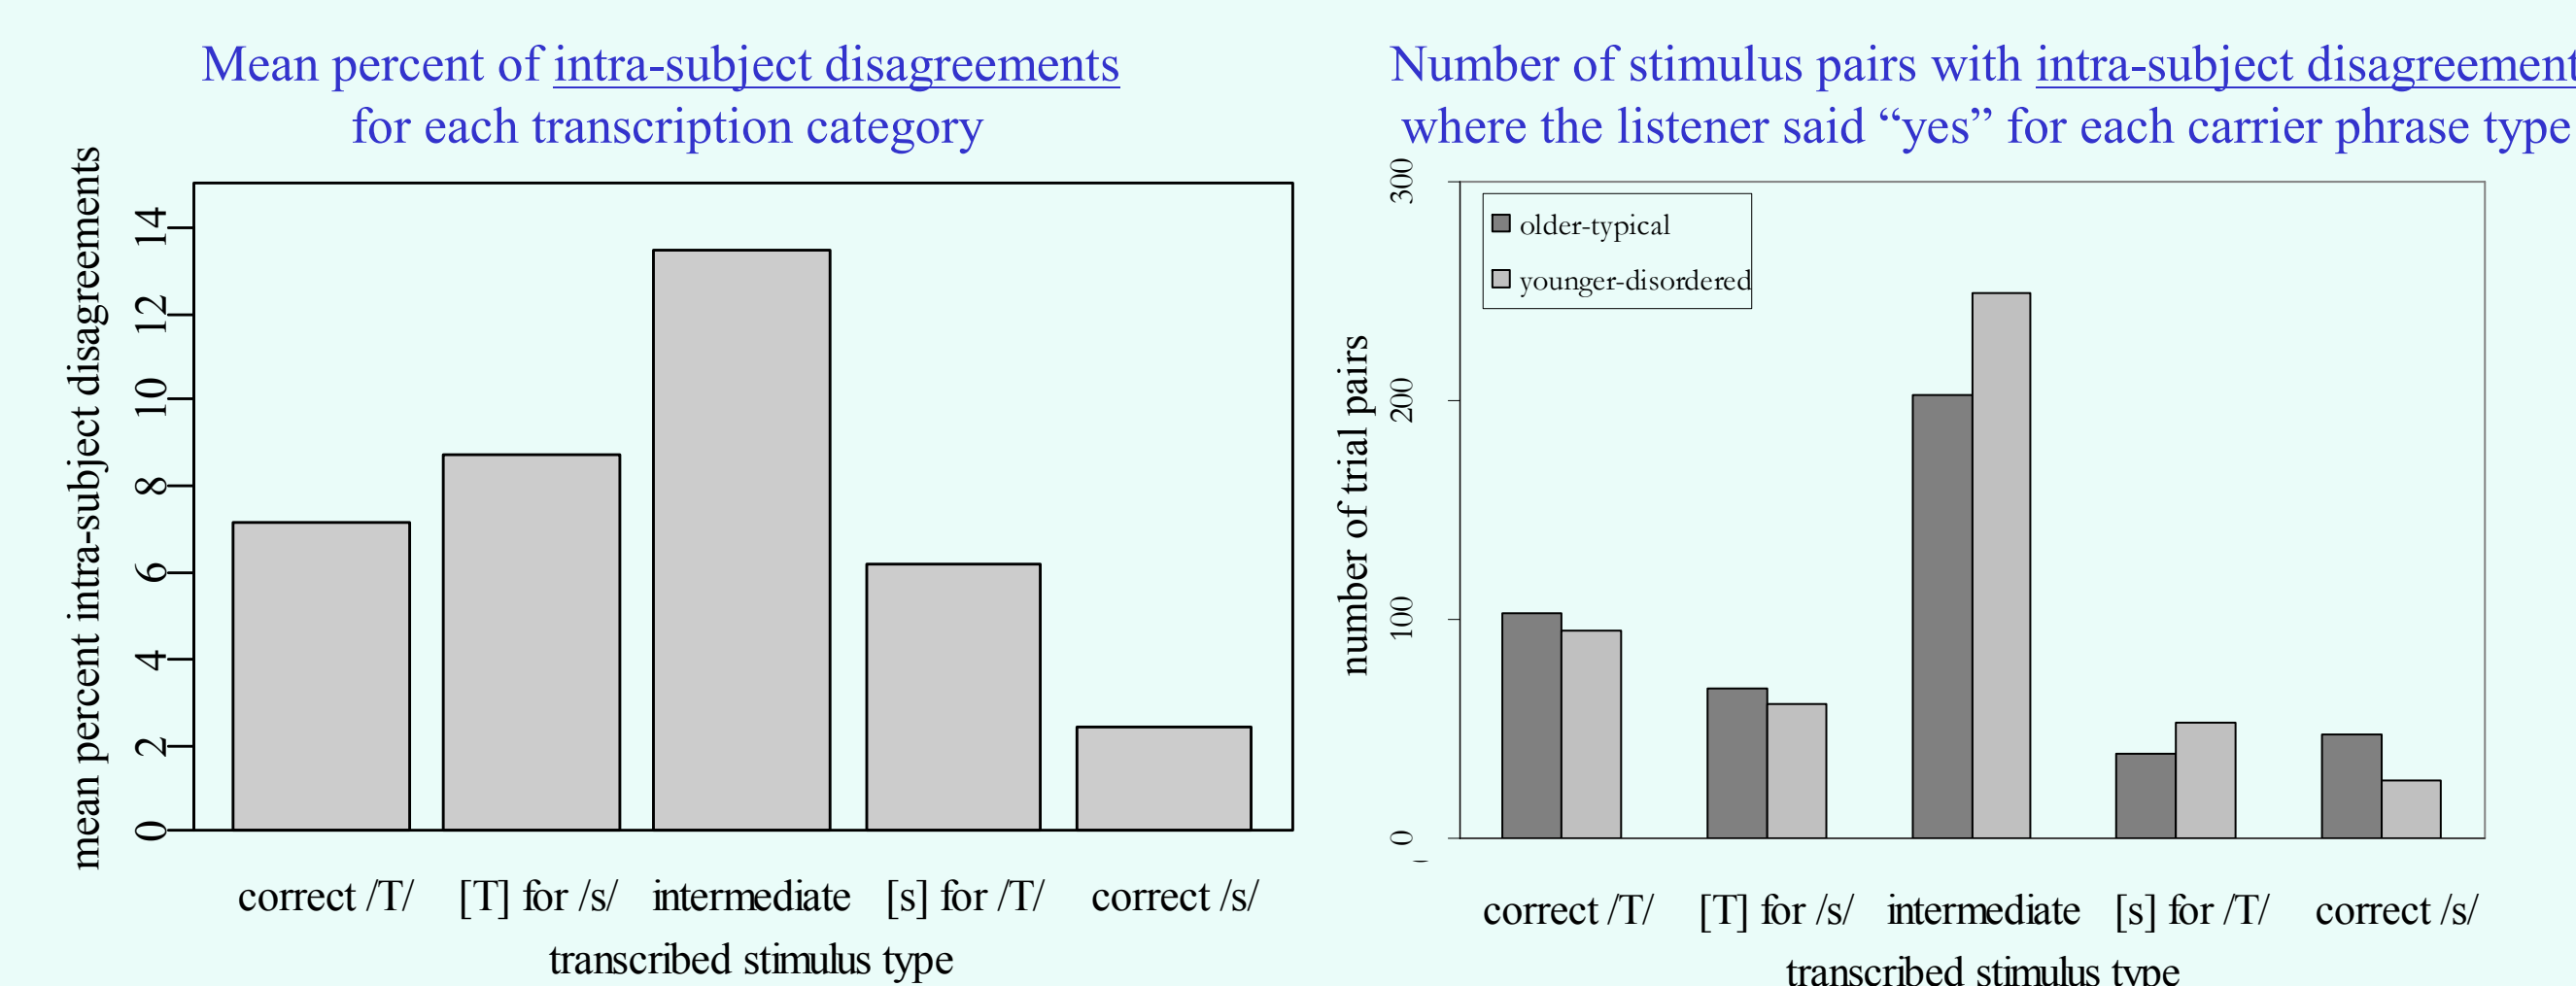 Mean percent of intra-subject disagreements
for each transcription category
mean percent intra-subject disagreements
14
12
10
8
6
4
2
0
correct /T/ [T] for /s/ intermediate [s] for /T/ correct /s/
transcribed stimulus type
Number of stimulus pairs with intra-subject disagreement
where the listener said “yes” for each carrier phrase type
number of trial pairs
300
200
100
0
older-typical
younger-disordered
correct /T/ [T] for /s/ intermediate [s] for /T/ correct /s/
transcribed stimulus type